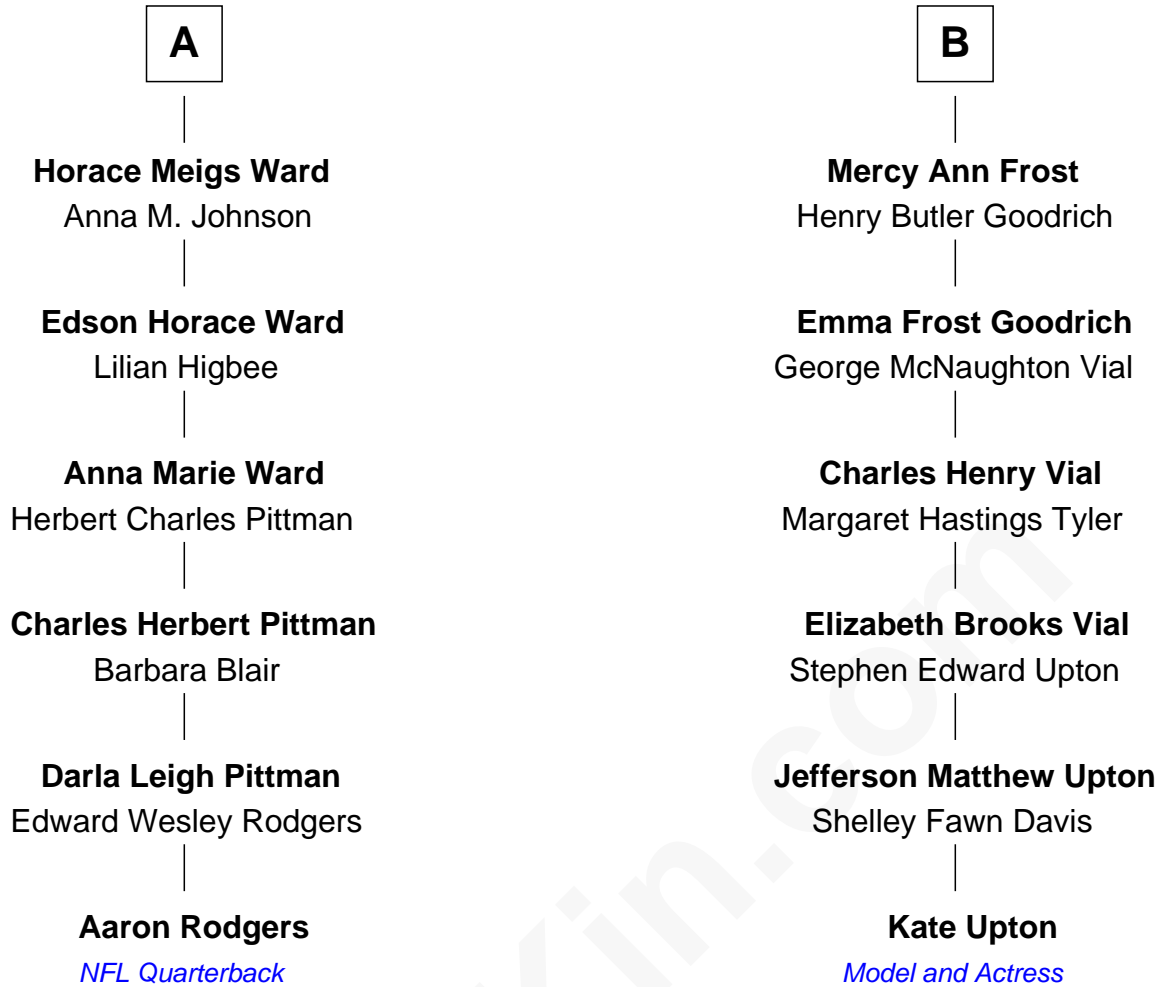 A
B
Horace Meigs Ward
Anna M. Johnson
Mercy Ann Frost
Henry Butler Goodrich
Edson Horace Ward
Lilian Higbee
Emma Frost Goodrich
George McNaughton Vial
Anna Marie Ward
Herbert Charles Pittman
Charles Henry Vial
Margaret Hastings Tyler
Charles Herbert Pittman
Barbara Blair
Elizabeth Brooks Vial
Stephen Edward Upton
Darla Leigh Pittman
Edward Wesley Rodgers
Jefferson Matthew Upton
Shelley Fawn Davis
Aaron Rodgers
NFL Quarterback
Kate Upton
Model and Actress
Kin.com